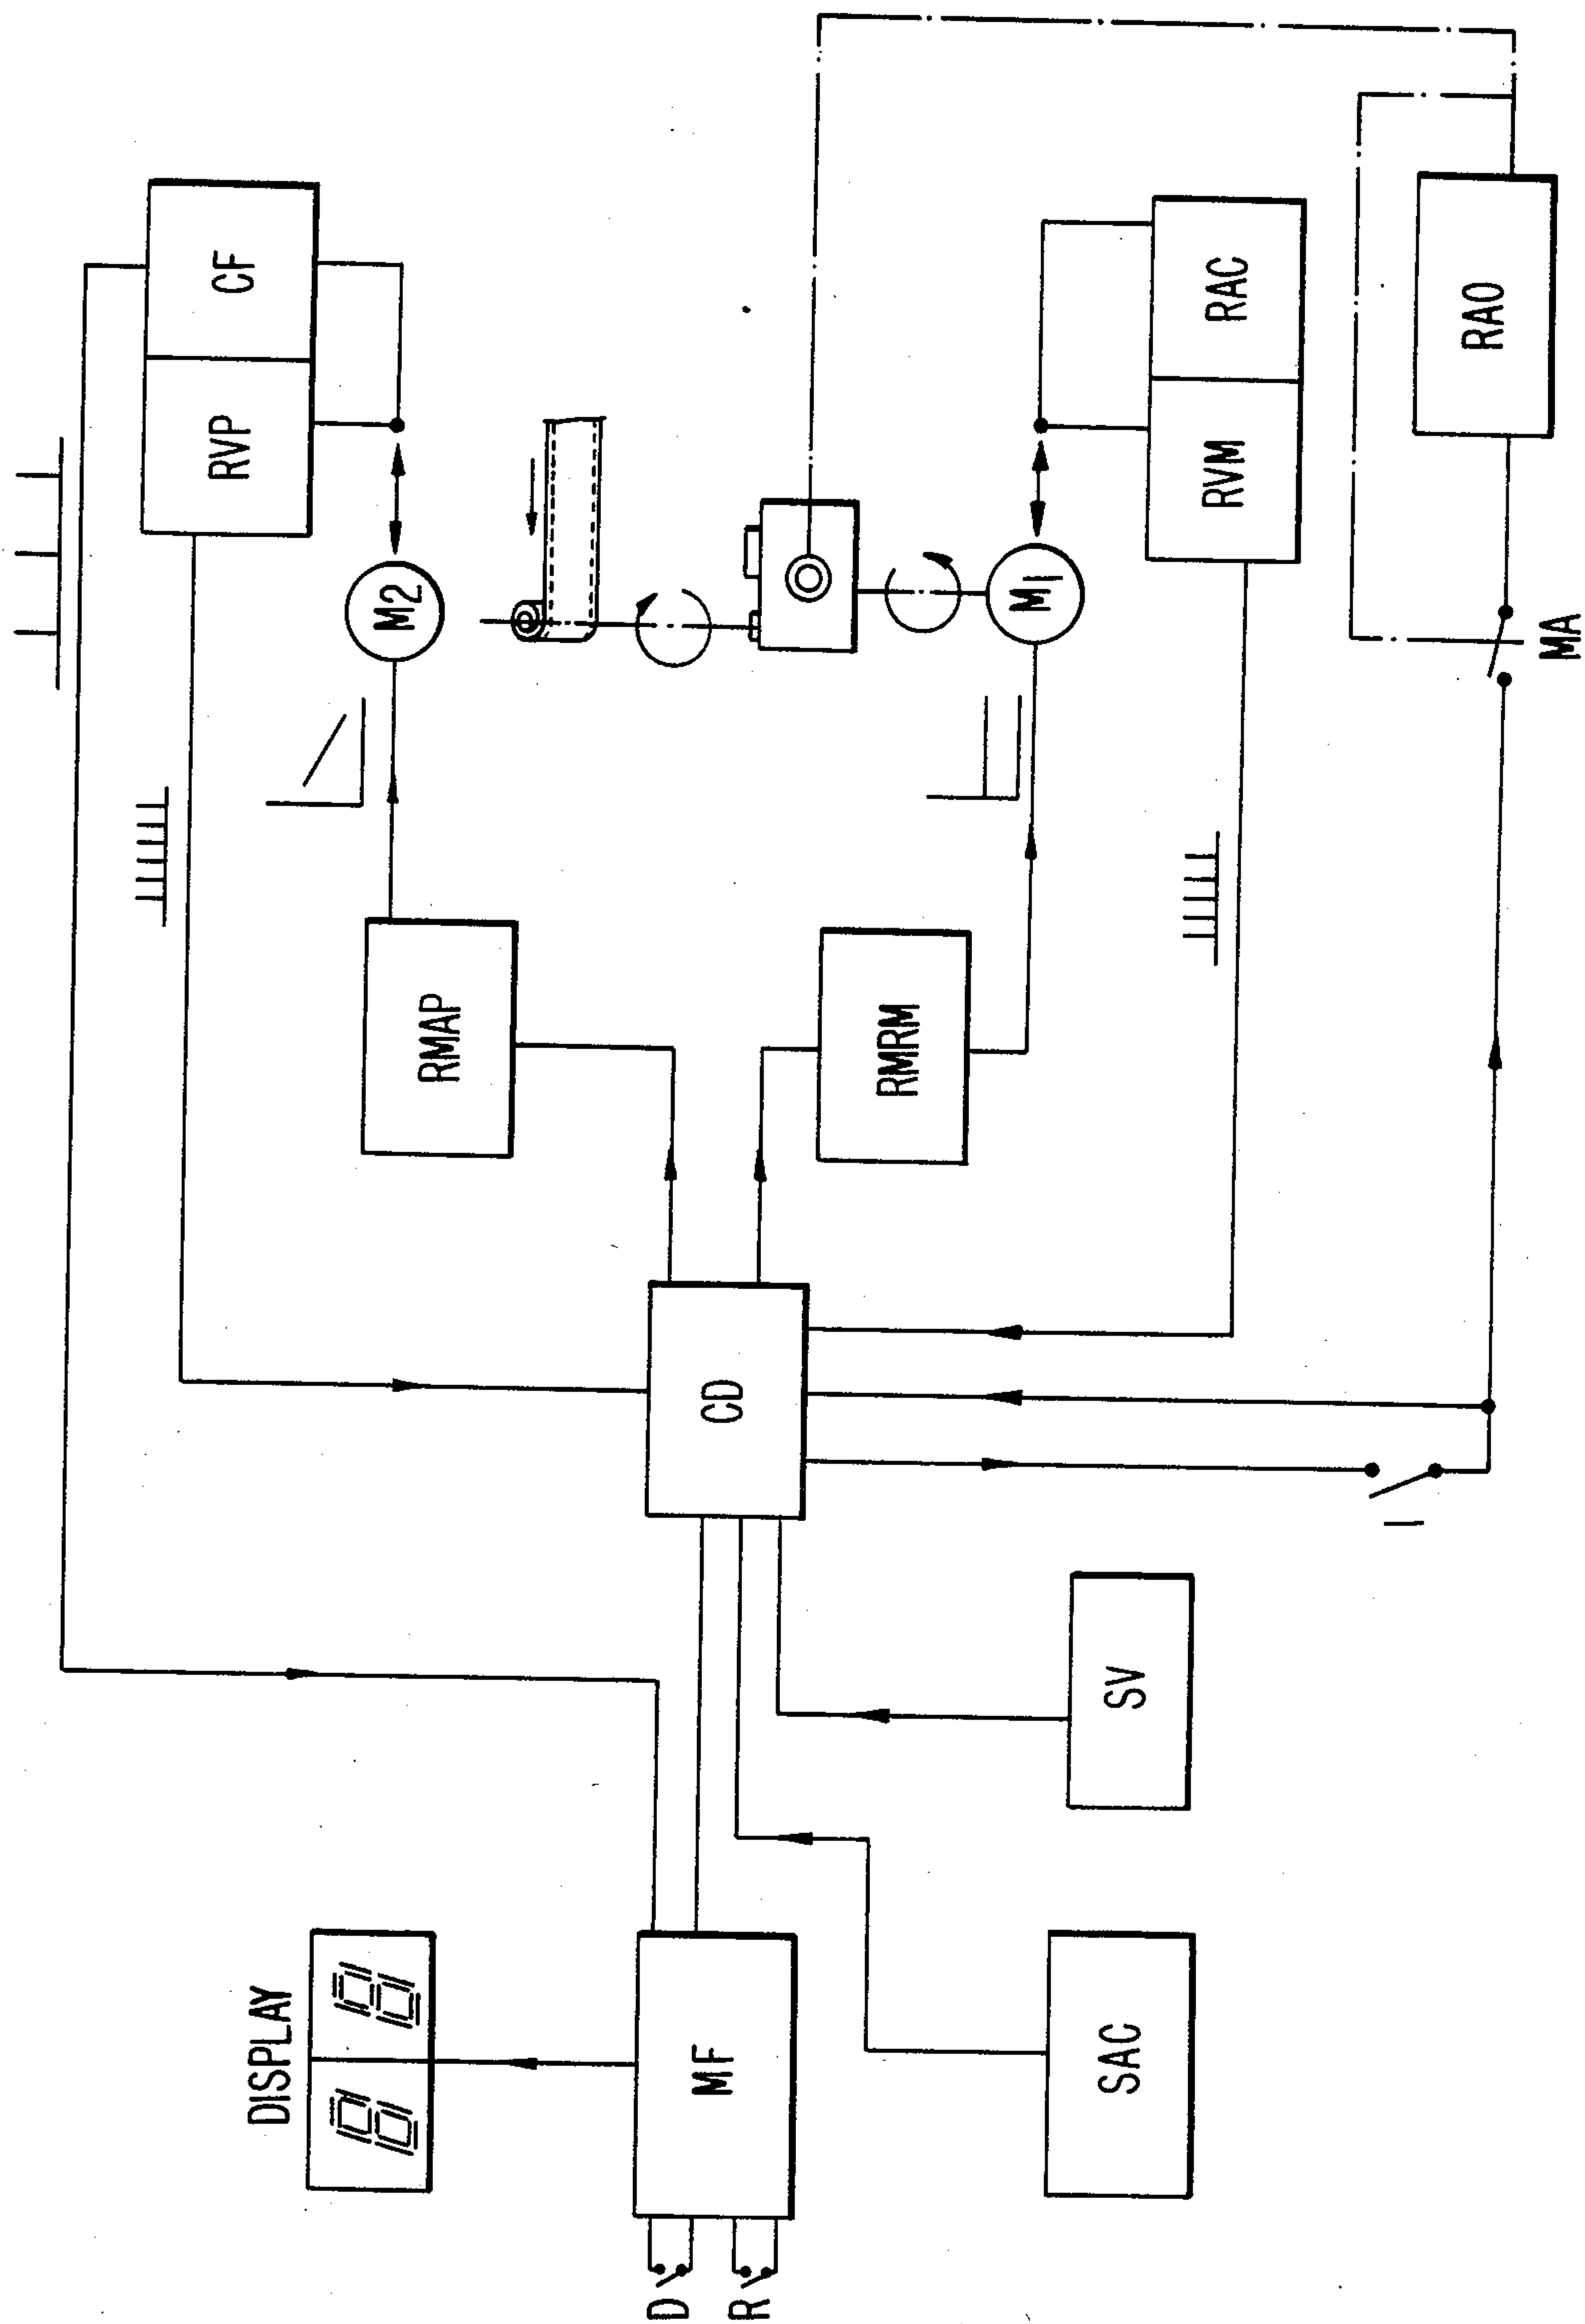 DISPLAY
D
R
MF
SAC
SV
CD
I
RMAP
RMRM
M2
M1
RVP
CF
RVM
RAC
MA
RAO